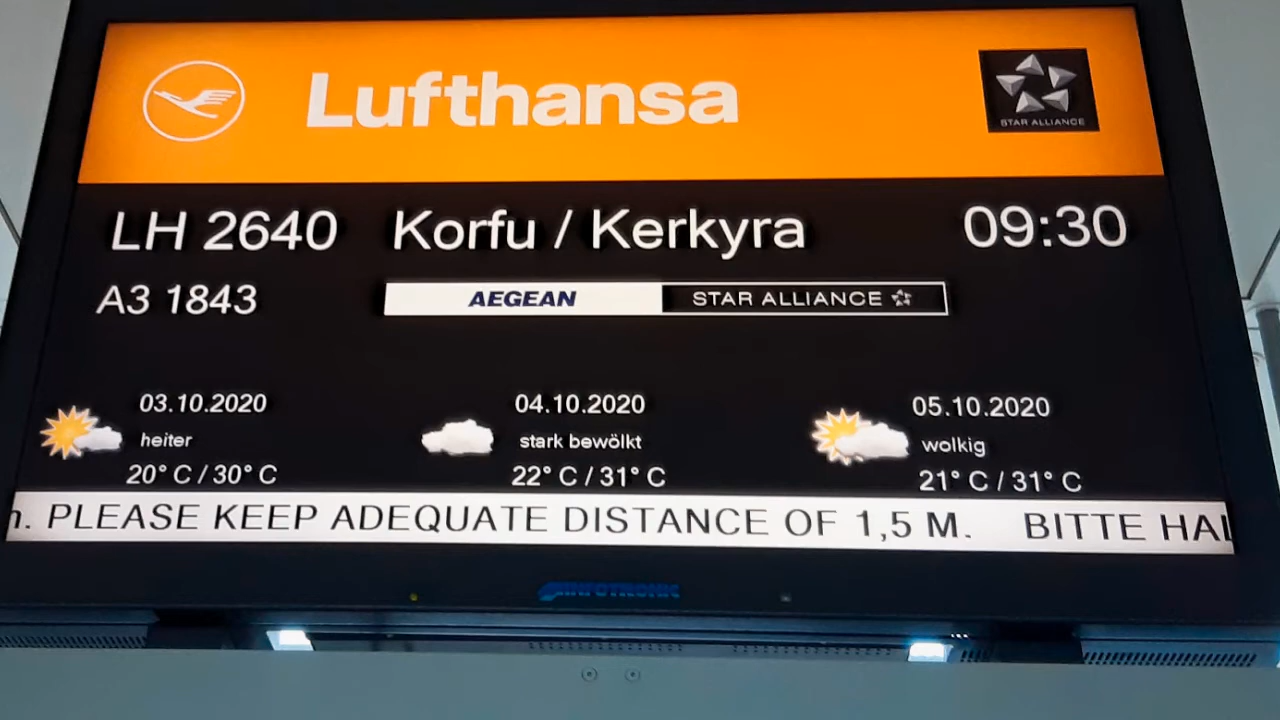 Lufthansa
STAR ALLIANCE
LH 2640 Korfu / Kerkyra 09:30
A3 1843 AEGEAN STAR ALLIANCE
03.10.2020 04.10.2020 05.10.2020
heiter stark bewölkt wolkig
20° C / 30° C 22° C / 31° C 21° C / 31° C
. PLEASE KEEP ADEQUATE DISTANCE OF 1,5 M. BITTE HAL